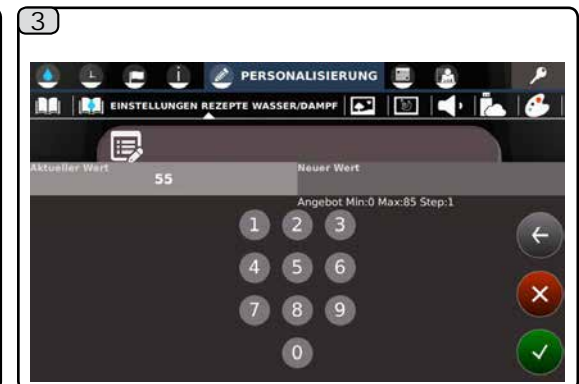 3
PERSONALISIERUNG
EINSTELLUNGEN REZEPTE WASSER/DAMPF
Aktueller Wert
Neuer Wert
55
Angebot Min:0 Max:85 Step:1
1 2 3
4 5 6
7 8 9
0